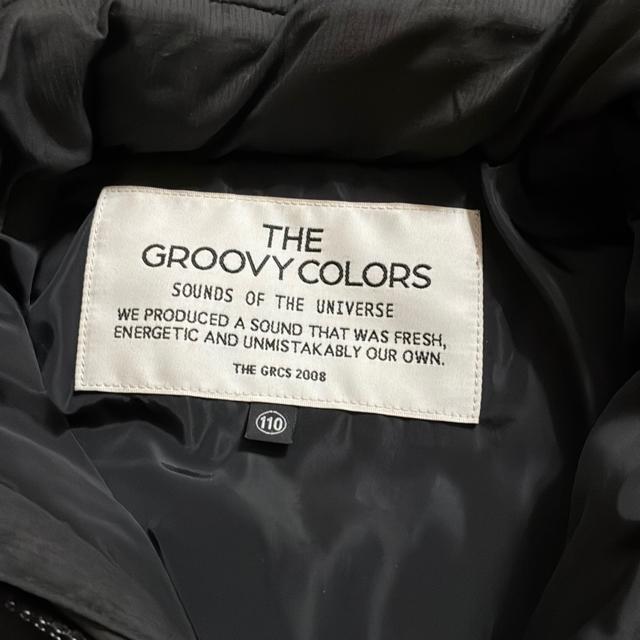 THE
GROOVY COLORS
SOUNDS OF THE UNIVERSE
WE PRODUCED A SOUND THAT WAS FRESH,
ENERGETIC AND UNMISTAKABLY OUR OWN.
THE GRCS 2008
110